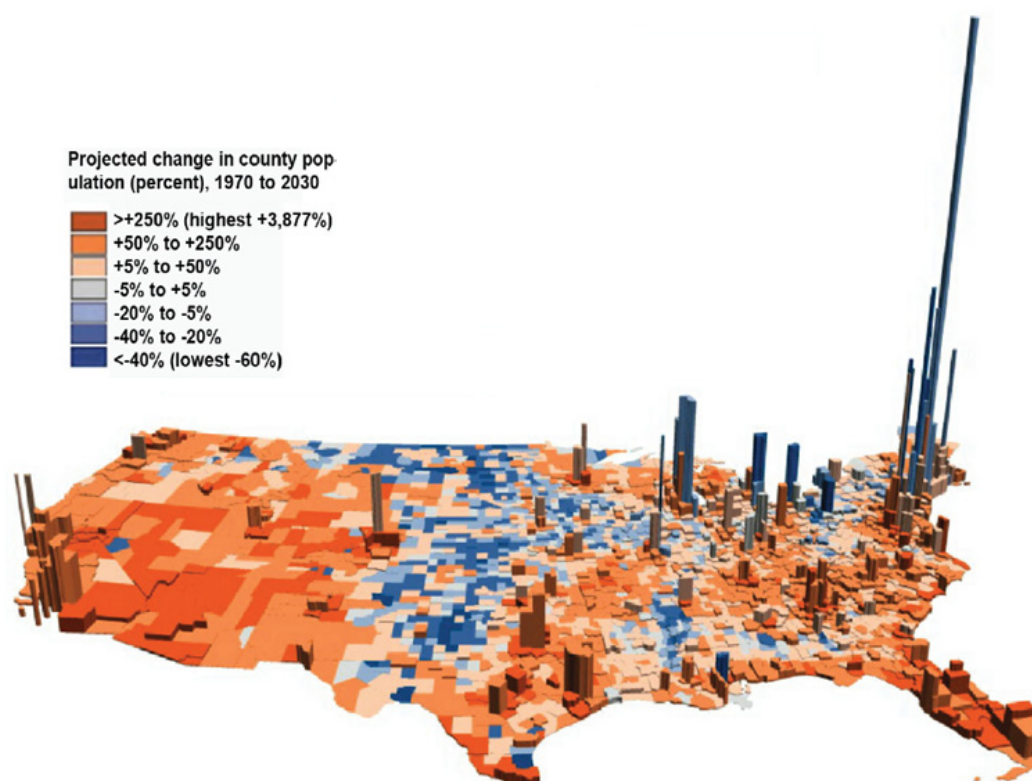 Projected change in county pop-
ulation (percent), 1970 to 2030
>+250% (highest +3,877%)
+50% to +250%
+5% to +50%
-5% to +5%
-20% to -5%
-40% to -20%
<-40% (lowest -60%)